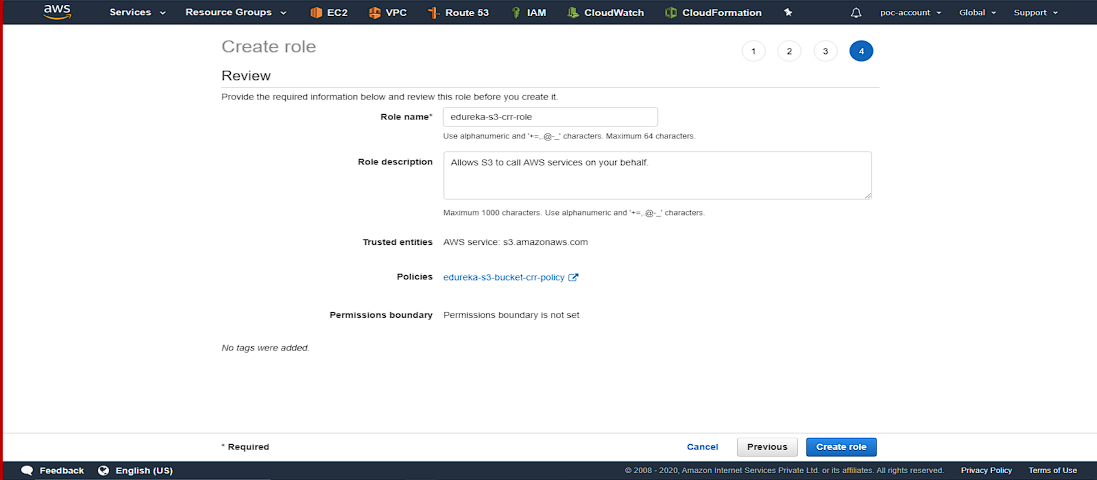 aws Services Resource Groups EC2 VPC Route 53 IAM CloudWatch CloudFormation poc-account Global Support
Create role
1 2 3 4
Review
Provide the required information below and review this role before you create it.
Role name* edureka-s3-crr-role
Use alphanumeric and '+=,.@-_' characters. Maximum 64 characters.
Role description Allows S3 to call AWS services on your behalf.
Maximum 1000 characters. Use alphanumeric and '+=,.@-_' characters.
Trusted entities AWS service: s3.amazonaws.com
Policies edureka-s3-bucket-crr-policy
Permissions boundary Permissions boundary is not set
No tags were added.
* Required Cancel Previous Create role
Feedback English (US) © 2008 - 2020, Amazon Internet Services Private Ltd. or its affiliates. All rights reserved. Privacy Policy Terms of Use